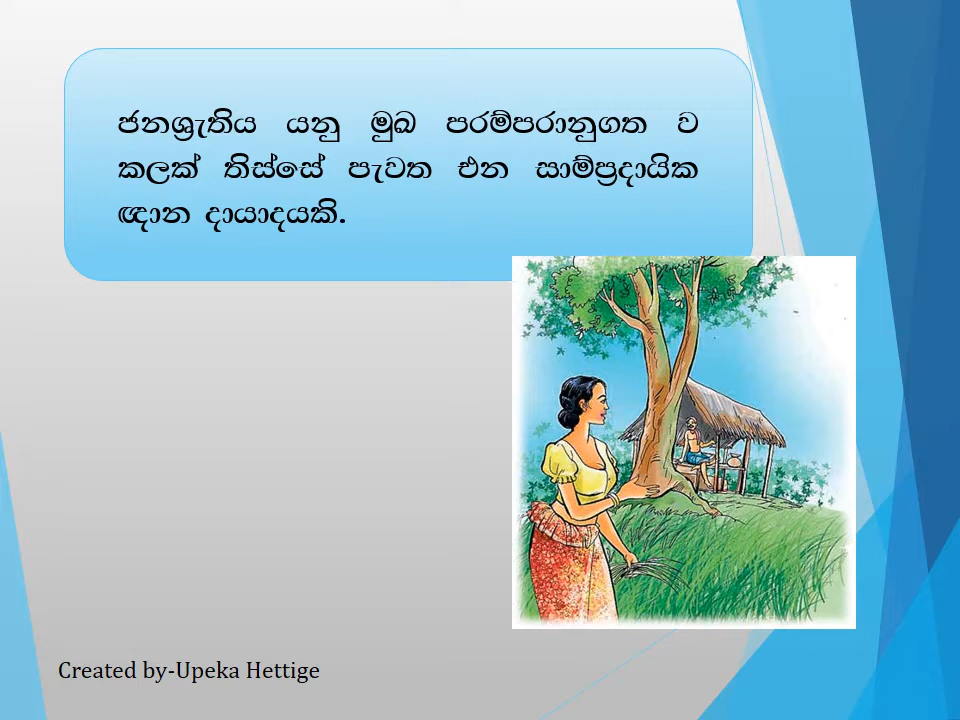 ජනශ්‍රැතිය යනු මුඛ පරම්පරානුගත ව
කලක් තිස්සේ පැවත එන සාම්ප්‍රදායික
ඥාන දායාදයකි.
Created by-Upeka Hettige